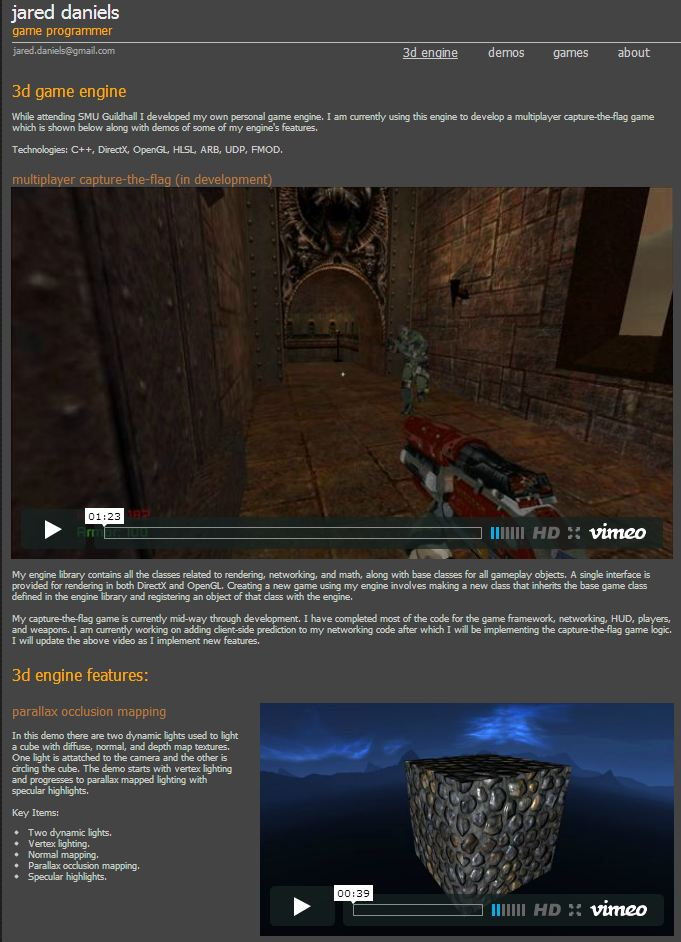 jared daniels
game programmer
jared.daniels@gmail.com
3d engine demos games about
3d game engine
While attending SMU Guildhall I developed my own personal game engine. I am currently using this engine to develop a multiplayer capture-the-flag game
which is shown below along with demos of some of my engine's features.
Technologies: C++, DirectX, OpenGL, HLSL, ARB, UDP, FMOD.
multiplayer capture-the-flag (in development)
01:23
Armor: 100
HD vimeo
My engine library contains all the classes related to rendering, networking, and math, along with base classes for all gameplay objects. A single interface is
provided for rendering in both DirectX and OpenGL. Creating a new game using my engine involves making a new class that inherits the base game class
defined in the engine library and registering an object of that class with the engine.
My capture-the-flag game is currently mid-way through development. I have completed most of the code for the game framework, networking, HUD, players,
and weapons. I am currently working on adding client-side prediction to my networking code after which I will be implementing the capture-the-flag game logic.
I will update the above video as I implement new features.
3d engine features:
parallax occlusion mapping
In this demo there are two dynamic lights used to light
a cube with diffuse, normal, and depth map textures.
One light is attatched to the camera and the other is
circling the cube. The demo starts with vertex lighting
and progresses to parallax mapped lighting with
specular highlights.
Key Items:
Two dynamic lights.
Vertex lighting.
Normal mapping.
Parallax occlusion mapping.
Specular highlights.
00:39
HD vimeo